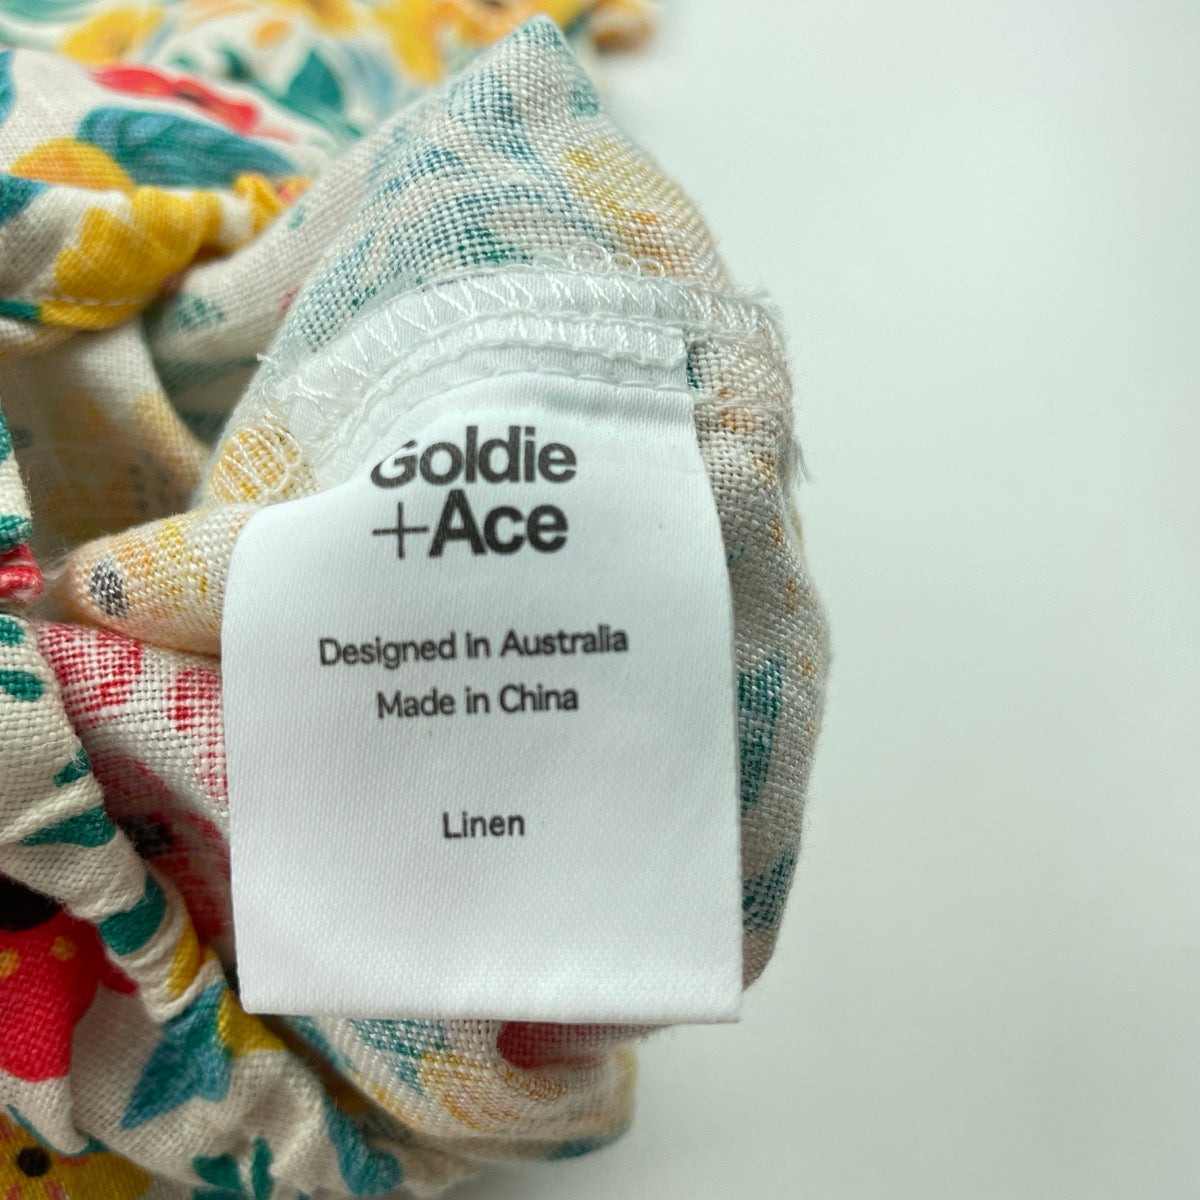 Goldie
+Ace
Designed in Australia
Made in China
Linen